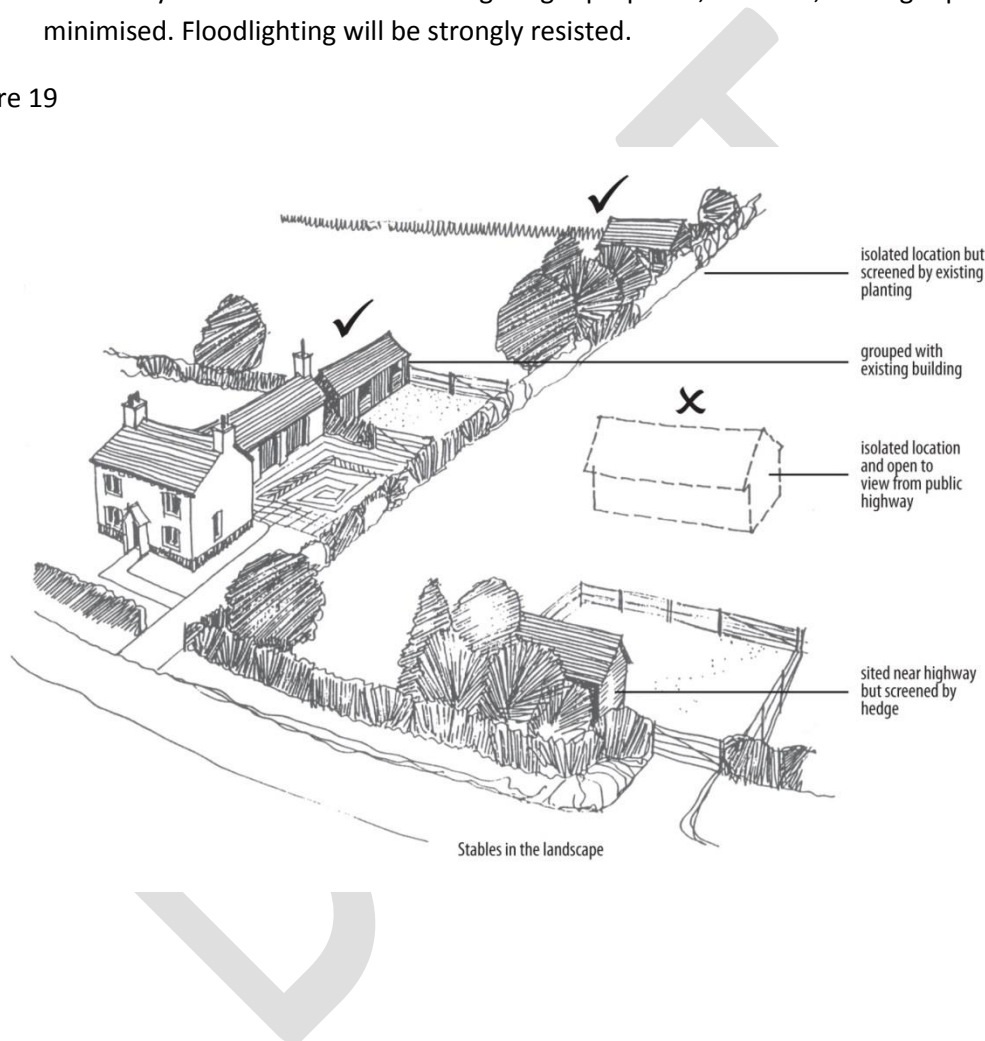 minimised. Floodlighting will be strongly resisted.
re 19
isolated location but
screened by existing
planting
grouped with
existing building
isolated location
and open to
view from public
highway
sited near highway
but screened by
hedge
Stables in the landscape